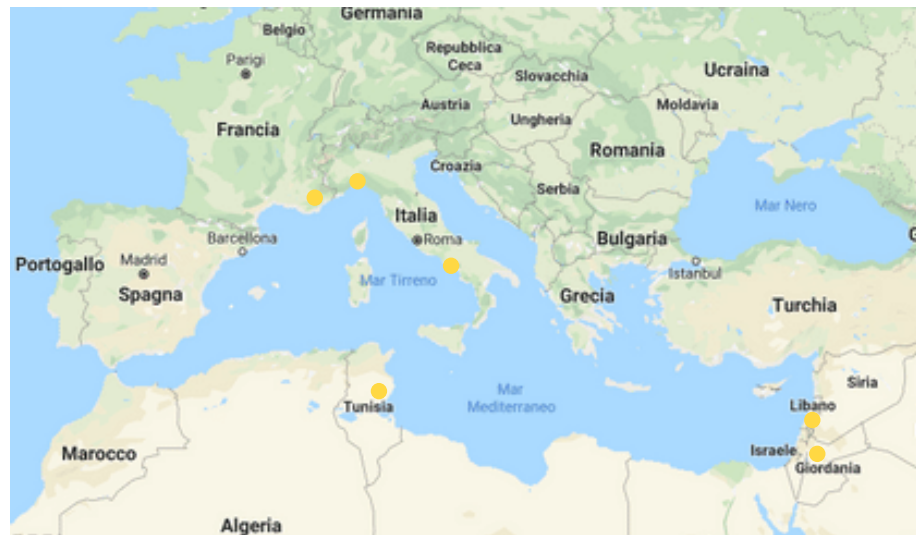 Germania
Belgio
Parigi
Repubblica
Ceca
Slovacchia
Ucraina
Austria
Moldavia
Ungheria
Francia
Romania
Croazia
Serbia
Mar Nero
Italia
Barcellona
Roma
Bulgaria
Portogallo
Madrid
Istanbul
Mar Tirreno
Spagna
Grecia
Turchia
Siria
Mar
Mediterraneo
Tunisia
Libano
Marocco
Israele
Giordania
Algeria
G